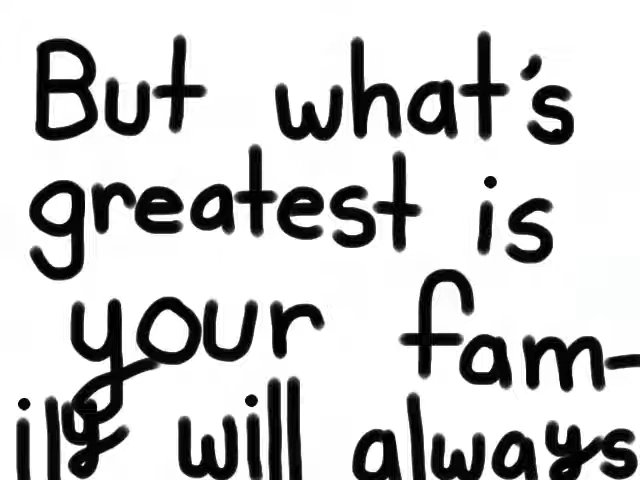 But what's
greatest is
your fam-
ily will always